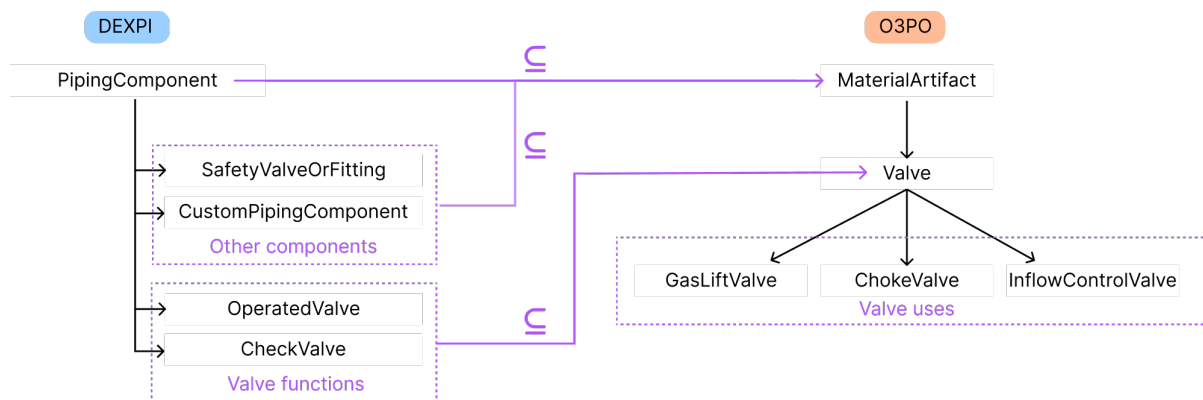 DEXPI
O3PO
⊆
PipingComponent
MaterialArtifact
⊆
SafetyValveOrFitting
Valve
CustomPipingComponent
Other components
GasLiftValve
ChokeValve
InflowControlValve
OperatedValve
Valve uses
⊆
CheckValve
Valve functions